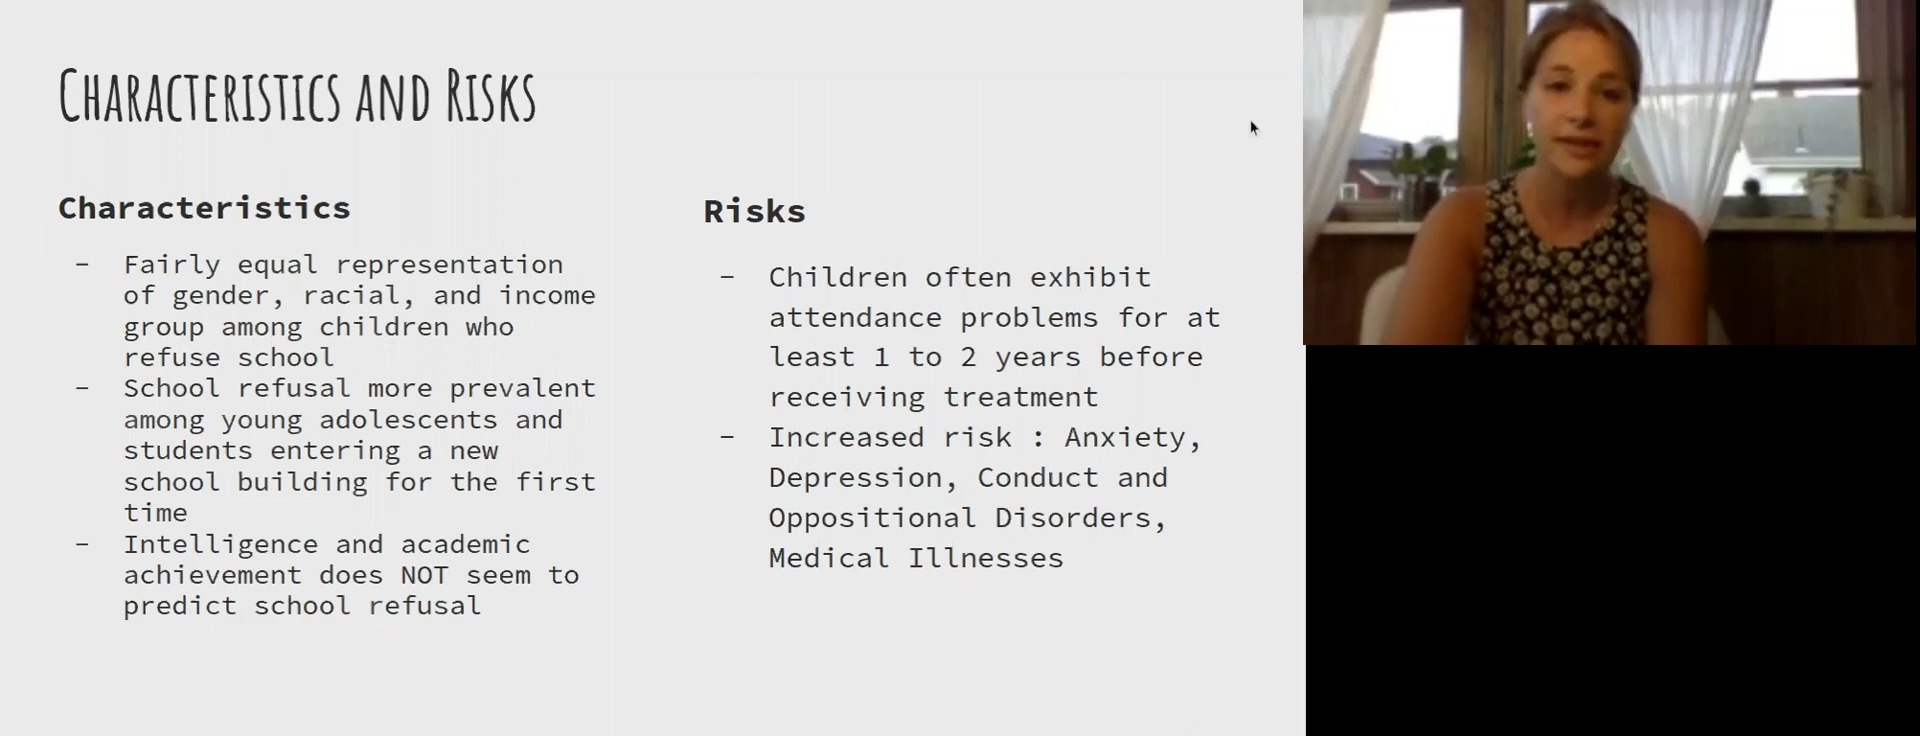 Characteristics and Risks
Characteristics
- Fairly equal representation
of gender, racial, and income
group among children who
refuse school
- School refusal more prevalent
among young adolescents and
students entering a new
school building for the first
time
- Intelligence and academic
achievement does NOT seem to
predict school refusal
Risks
- Children often exhibit
attendance problems for at
least 1 to 2 years before
receiving treatment
- Increased risk : Anxiety,
Depression, Conduct and
Oppositional Disorders,
Medical Illnesses